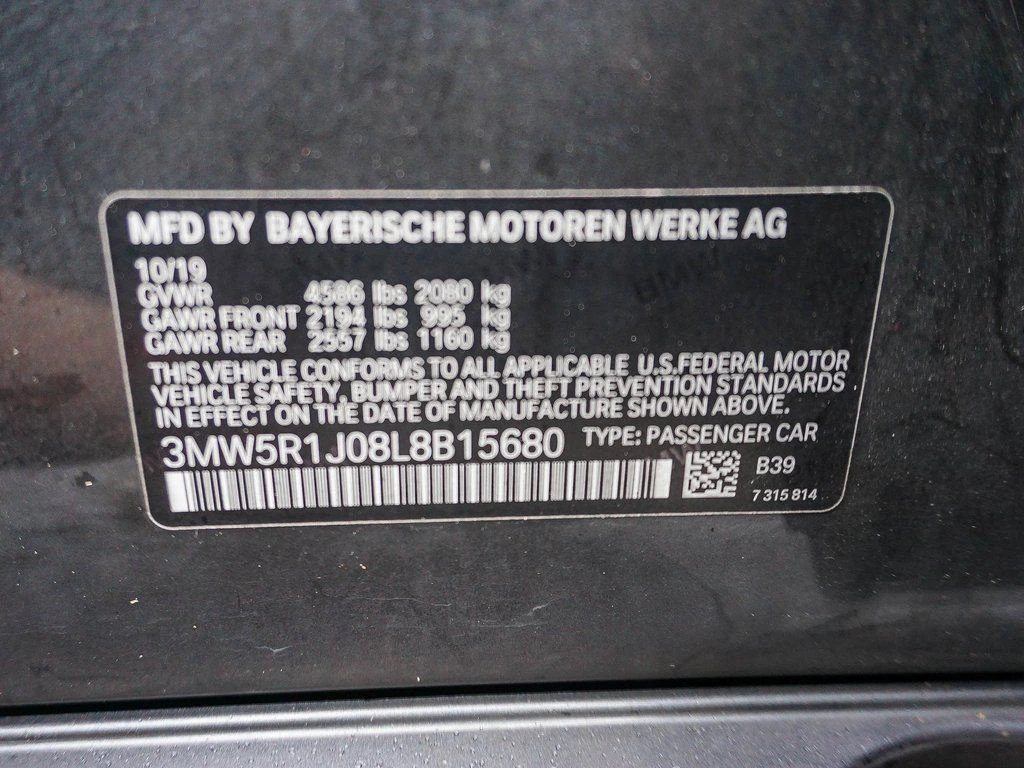 MFD BY BAYERISCHE MOTOREN WERKE AG
10/19
GVWR 4586 lbs 2080 kg
GAWR FRONT 2194 lbs 995 kg
GAWR REAR 2557 lbs 1160 kg
THIS VEHICLE CONFORMS TO ALL APPLICABLE U.S.FEDERAL MOTOR
VEHICLE SAFETY, BUMPER AND THEFT PREVENTION STANDARDS
IN EFFECT ON THE DATE OF MANUFACTURE SHOWN ABOVE.
3MW5R1J08L8B15680 TYPE: PASSENGER CAR
B39
7 315 814